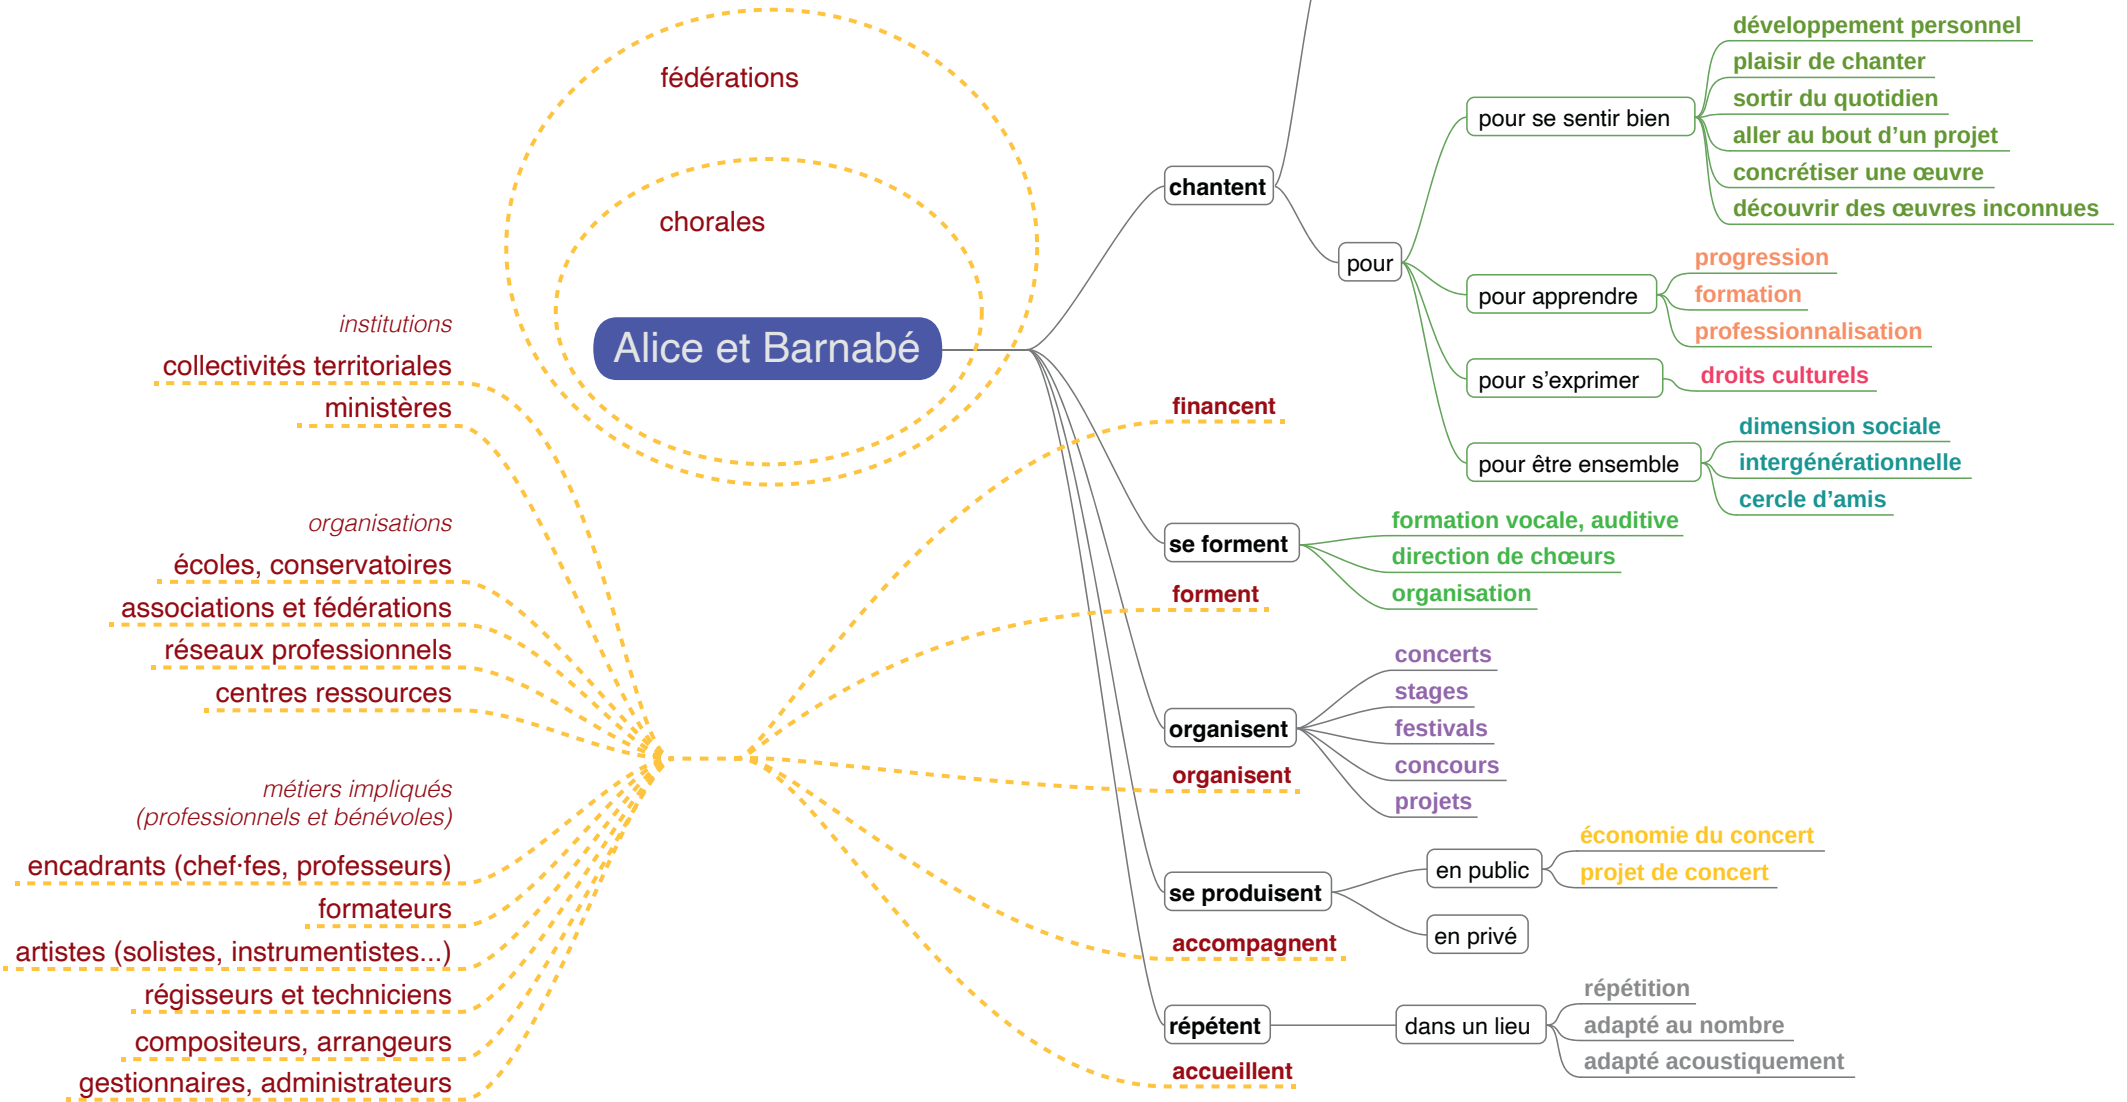 fédérations
chorales
Alice et Barnabé
institutions
collectivités territoriales
ministères
organisations
écoles, conservatoires
associations et fédérations
réseaux professionnels
centres ressources
métiers impliqués
(professionnels et bénévoles)
encadrants (chef·fes, professeurs)
formateurs
artistes (solistes, instrumentistes...)
régisseurs et techniciens
compositeurs, arrangeurs
gestionnaires, administrateurs
financent
forment
organisent
accompagnent
accueillent
chantent
pour
pour se sentir bien
développement personnel
plaisir de chanter
sortir du quotidien
aller au bout d’un projet
concrétiser une œuvre
découvrir des œuvres inconnues
pour apprendre
progression
formation
professionnalisation
pour s’exprimer
droits culturels
pour être ensemble
dimension sociale
intergénérationnelle
cercle d’amis
se forment
formation vocale, auditive
direction de chœurs
organisation
organisent
concerts
stages
festivals
concours
projets
se produisent
en public
économie du concert
projet de concert
en privé
répétent
dans un lieu
répétition
adapté au nombre
adapté acoustiquement